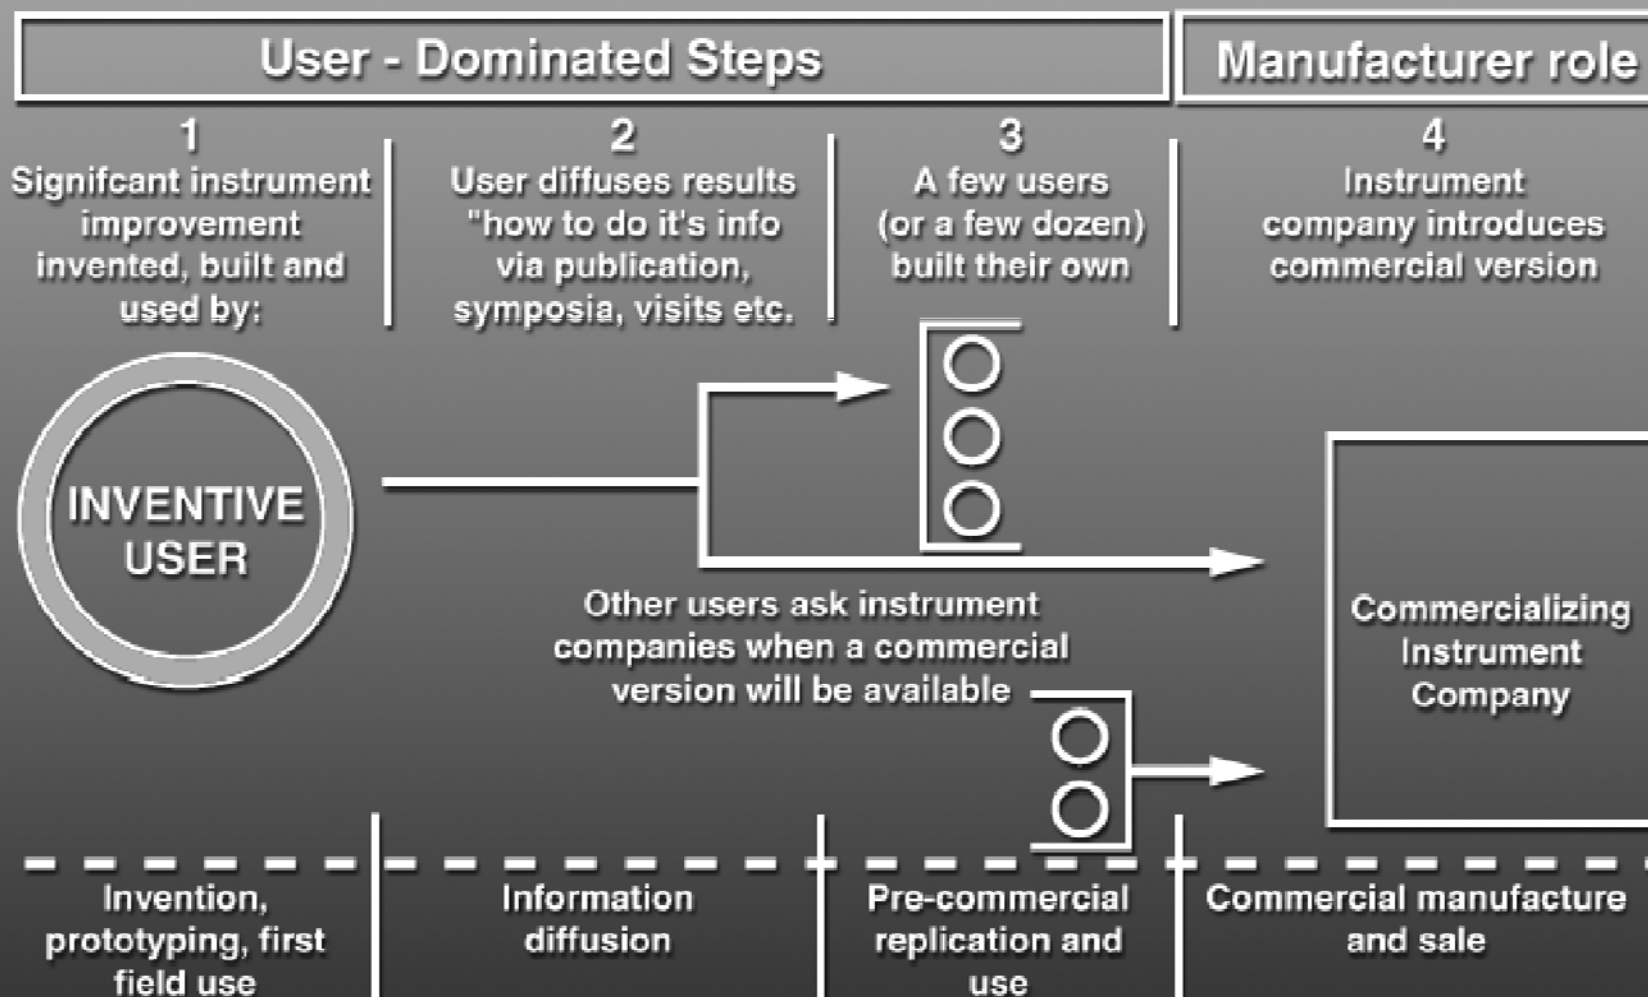 User - Dominated Steps
Manufacturer role
1
Signifcant instrument
improvement
invented, built and
used by:
2
User diffuses results
"how to do it's info
via publication,
symposia, visits etc.
3
A few users
(or a few dozen)
built their own
4
Instrument
company introduces
commercial version
INVENTIVE
USER
Other users ask instrument
companies when a commercial
version will be available
Commercializing
Instrument
Company
Invention,
prototyping, first
field use
Information
diffusion
Pre-commercial
replication and
use
Commercial manufacture
and sale